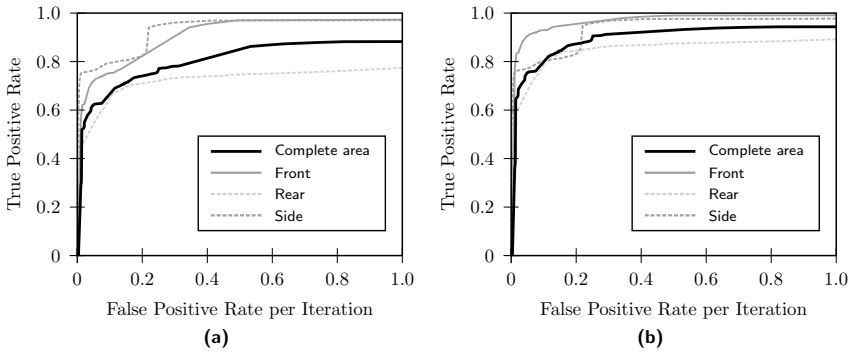 1.0
0.8
0.6
0.4
0.2
0
True Positive Rate
Complete area
Front
Rear
Side
0 0.2 0.4 0.6 0.8 1.0
False Positive Rate per Iteration
(a)
1.0
0.8
0.6
0.4
0.2
0
True Positive Rate
Complete area
Front
Rear
Side
0 0.2 0.4 0.6 0.8 1.0
False Positive Rate per Iteration
(b)